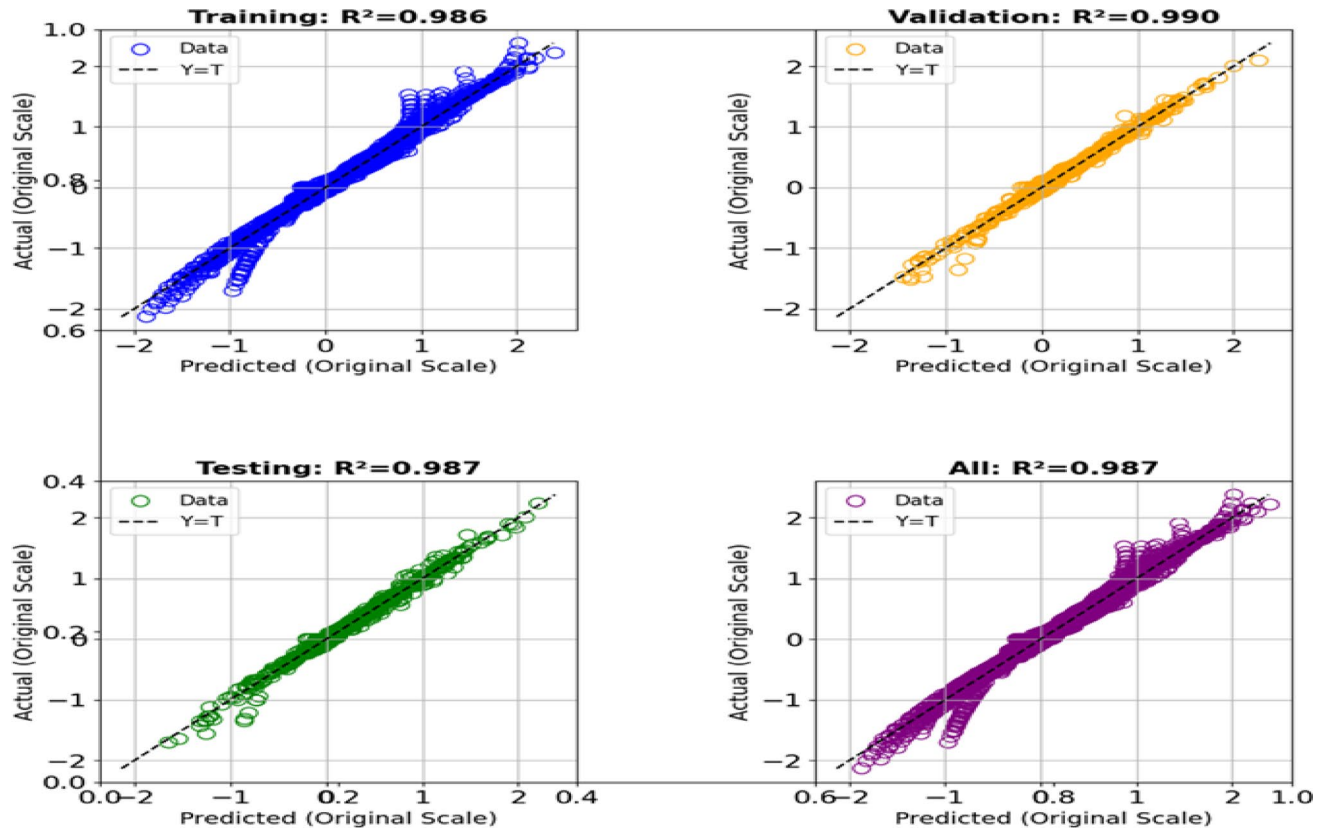 Training: R²=0.986
1.0
Data
Y=T
2
1
0.8
0
−1
−2
0.6
Actual (Original Scale)
−2 −1 0 1 2
Predicted (Original Scale)
Validation: R²=0.990
Data
Y=T
2
1
0
−1
−2
Actual (Original Scale)
−2 −1 0 1 2
Predicted (Original Scale)
Testing: R²=0.987
0.4
Data
Y=T
2
1
0.2
0
−1
−2
0.0
Actual (Original Scale)
0.0 −2 −1 0 0.2 1 2 0.4
Predicted (Original Scale)
All: R²=0.987
Data
Y=T
2
1
0
−1
−2
Actual (Original Scale)
0.6 −2 −1 0.8 1 2 1.0
Predicted (Original Scale)